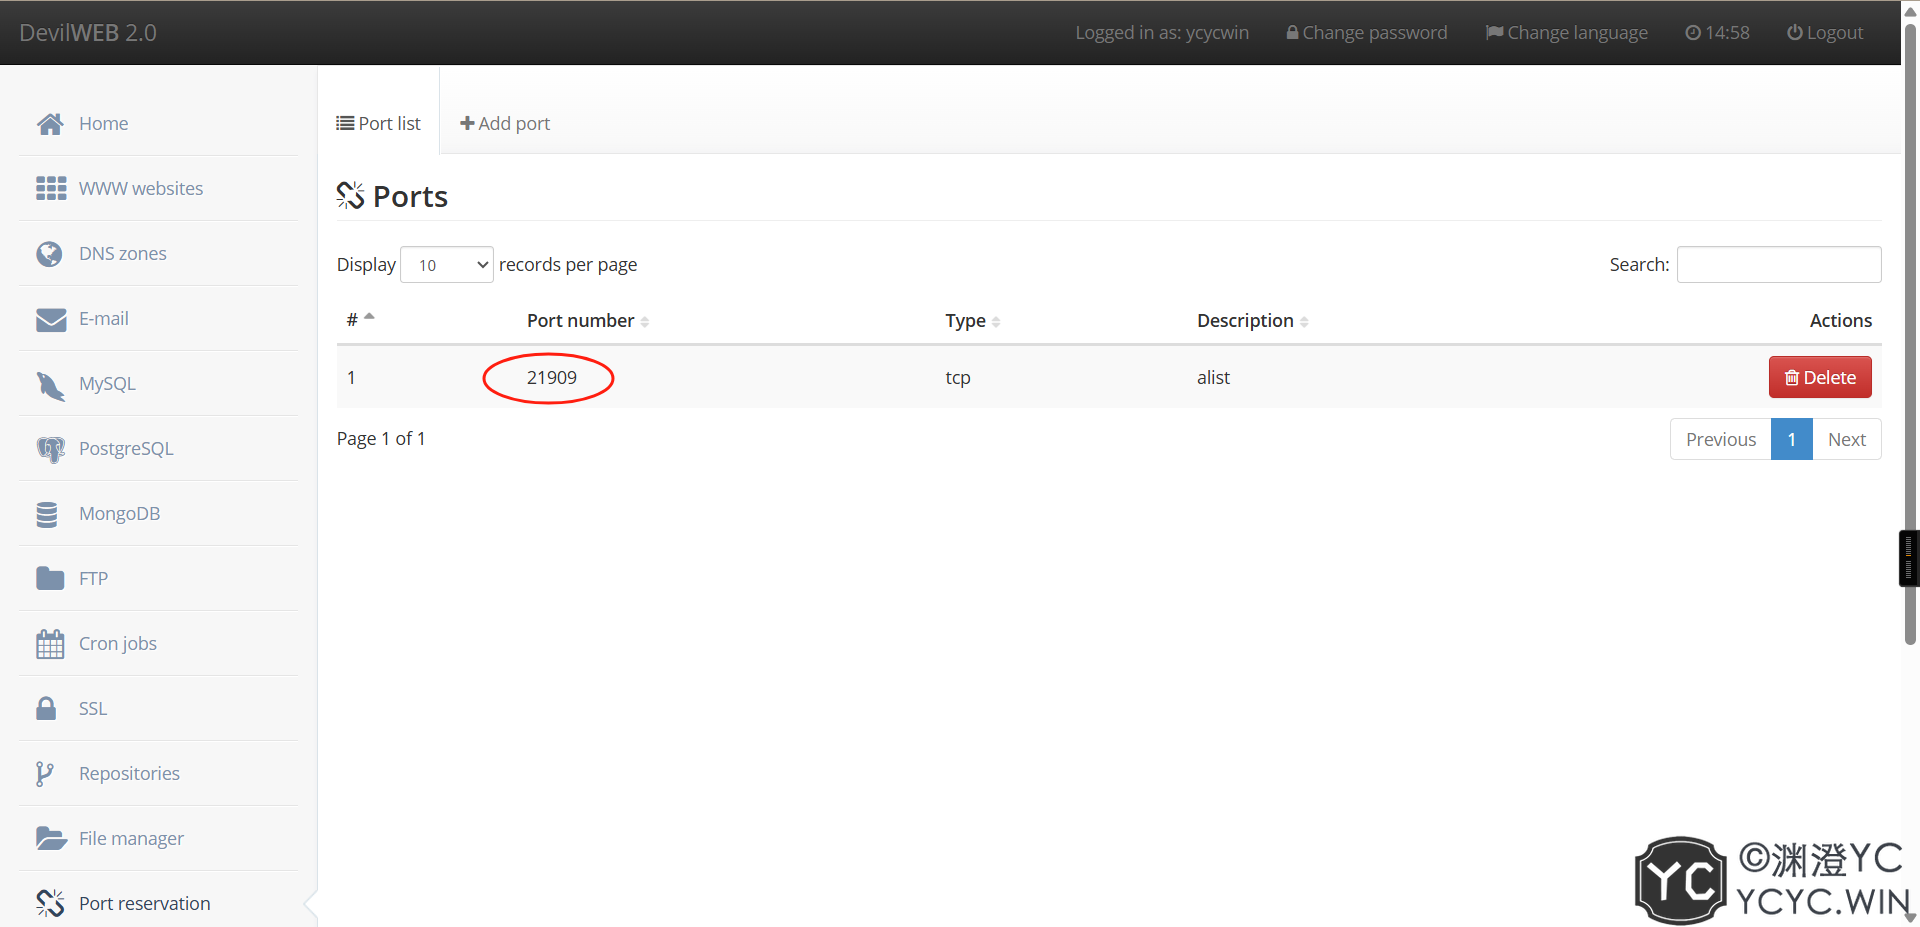 DevilWEB 2.0
Logged in as: ycycwin
Change password
Change language
14:58
Logout
Home
WWW websites
DNS zones
E-mail
MySQL
PostgreSQL
MongoDB
FTP
Cron jobs
SSL
Repositories
File manager
Port reservation
Port list
Add port
Ports
Display 10 records per page
Search:
# Port number Type Description Actions
1 21909 tcp alist Delete
Page 1 of 1
Previous 1 Next
YC
©渊澄YC
YCYC.WIN